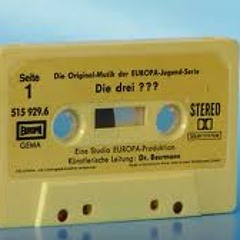 Seite
1
Die Original-Musik der EUROPA-Jugend-Serie
Die drei ???
515 929.6
EUROPA
GEMA
STEREO
Eine Studio EUROPA-Produktion
Künstlerische Leitung: Dr. Beurmann